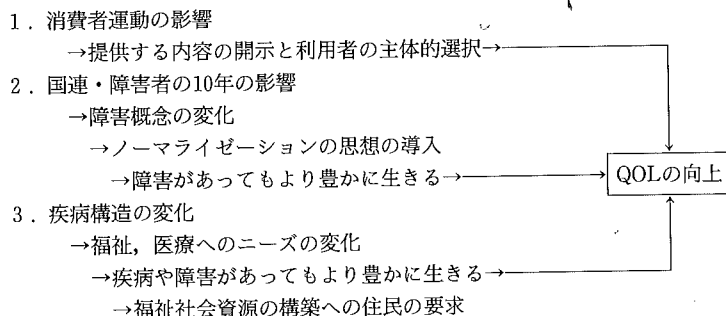 1．消費者運動の影響
→提供する内容の開示と利用者の主体的選択→
2．国連・障害者の10年の影響
→障害概念の変化
→ノーマライゼーションの思想の導入
→障害があってもより豊かに生きる→
QOLの向上
3．疾病構造の変化
→福祉，医療へのニーズの変化
→疾病や障害があってもより豊かに生きる→
→福祉社会資源の構築への住民の要求